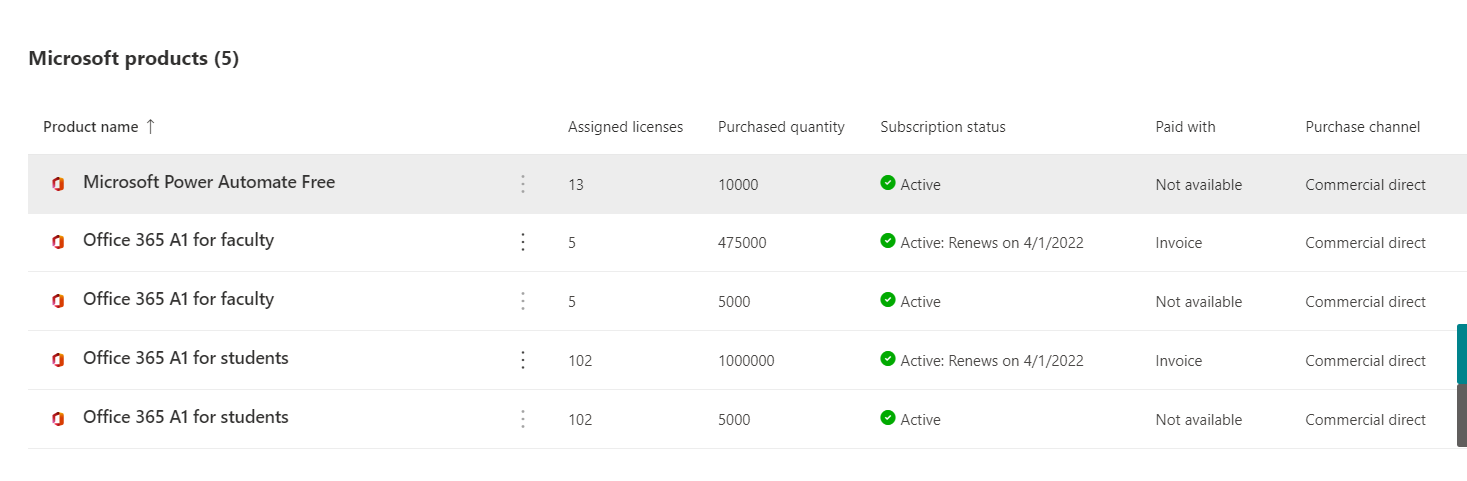 Microsoft products (5)
Product name ↑ Assigned licenses Purchased quantity Subscription status Paid with Purchase channel
Microsoft Power Automate Free 13 10000 Active Not available Commercial direct
Office 365 A1 for faculty 5 475000 Active: Renews on 4/1/2022 Invoice Commercial direct
Office 365 A1 for faculty 5 5000 Active Not available Commercial direct
Office 365 A1 for students 102 1000000 Active: Renews on 4/1/2022 Invoice Commercial direct
Office 365 A1 for students 102 5000 Active Not available Commercial direct